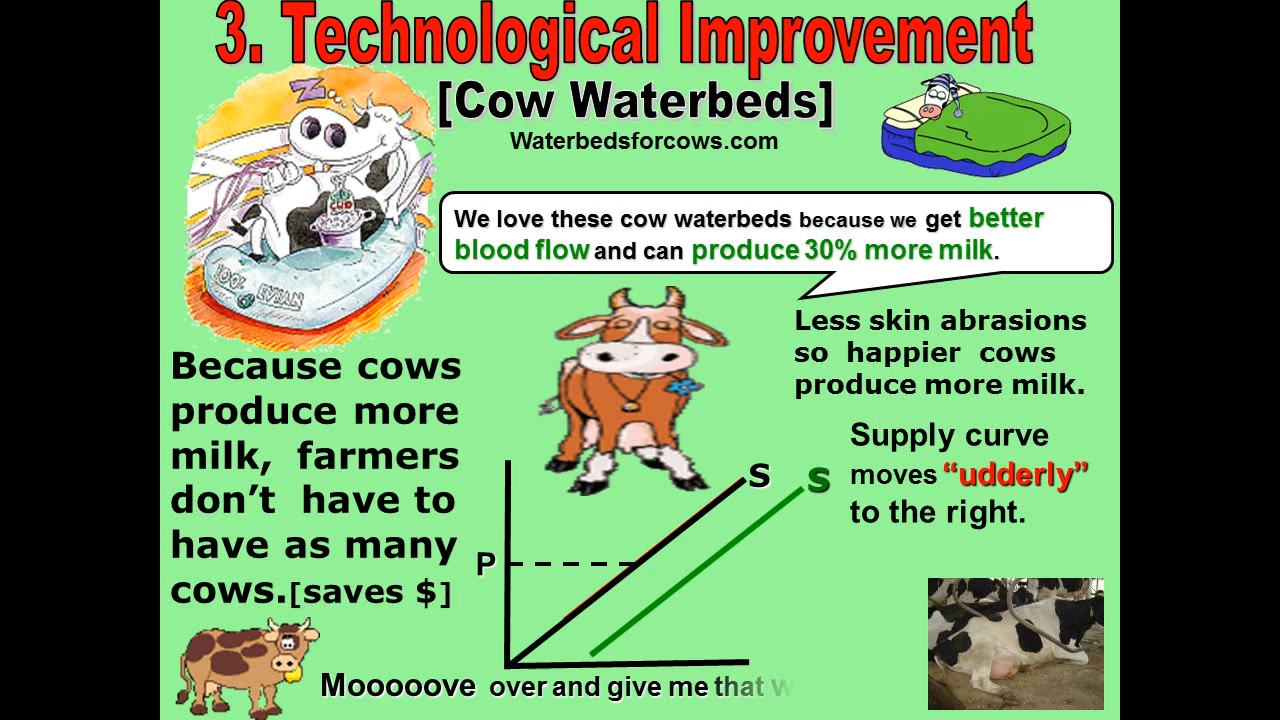 3. Technological Improvement
[Cow Waterbeds]
Waterbedsforcows.com
Z
CUD
We love these cow waterbeds because we get better
blood flow and can produce 30% more milk.
Less skin abrasions
so happier cows
produce more milk.
Because cows
produce more
milk, farmers
don’t have to
have as many
cows.[saves $]
S
S
P
Supply curve
moves “udderly”
to the right.
Mooooove over and give me that w